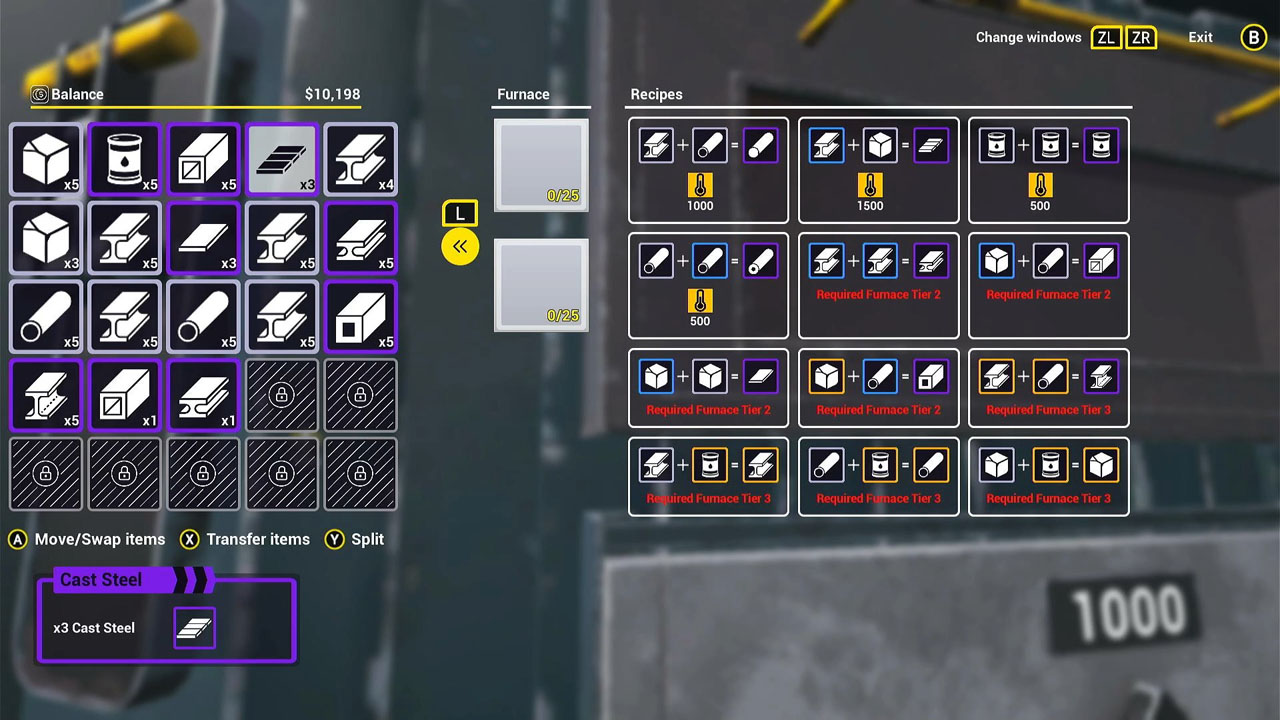 Change windows ZL ZR Exit B
Balance $10,198
Furnace
Recipes
x5 x5 x5 x3 x4
x3 x5 x3 x5 x5
x5 x5 x5 x5 x5
x5 x1 x1
L
0/25
0/25
+ = + = + =
1000 1500 500
+ = + = + =
500
Required Furnace Tier 2
Required Furnace Tier 2
+ = + = + =
Required Furnace Tier 2
Required Furnace Tier 2
Required Furnace Tier 3
+ = + = + =
Required Furnace Tier 3
Required Furnace Tier 3
Required Furnace Tier 3
A Move/Swap items X Transfer items Y Split
Cast Steel
x3 Cast Steel
1000